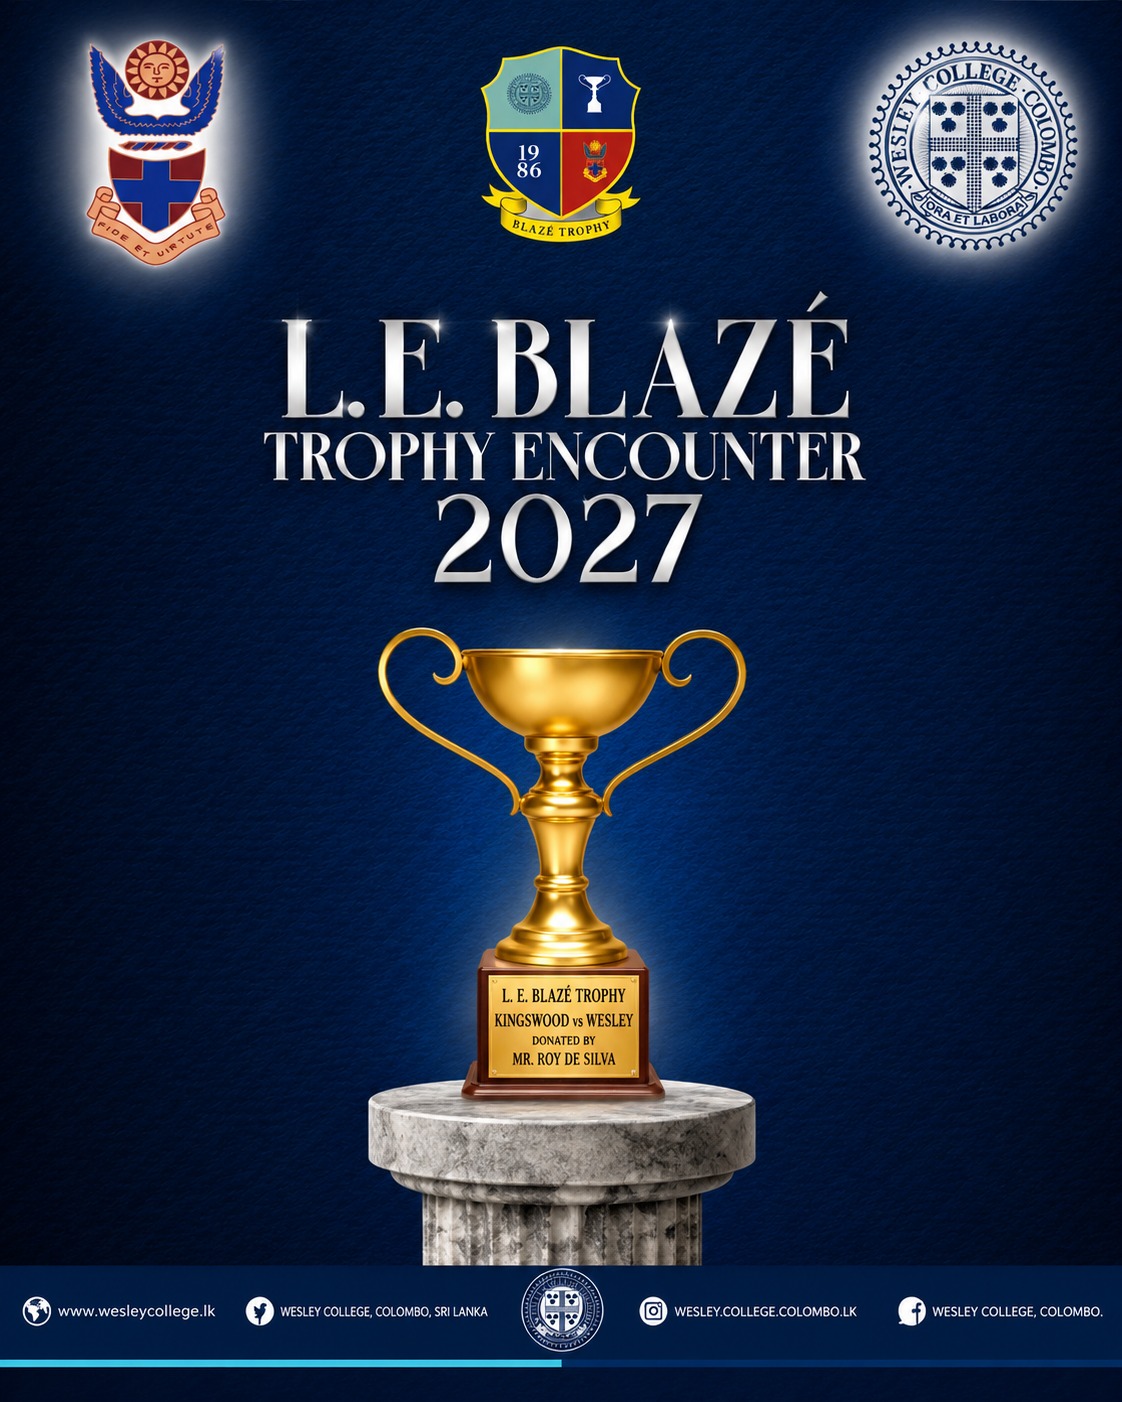 FIDE ET VIRTUTE
19
86
BLAZÉ TROPHY
WESLEY · COLLEGE · COLOMBO
ORA ET LABORA
L.E. BLAZÉ
TROPHY ENCOUNTER
2027
L. E. BLAZÉ TROPHY
KINGSWOOD vs WESLEY
DONATED BY
MR. ROY DE SILVA
www.wesleycollege.lk
WESLEY COLLEGE, COLOMBO, SRI LANKA
WESLEY.COLLEGE.COLOMBO.LK
WESLEY COLLEGE, COLOMBO.